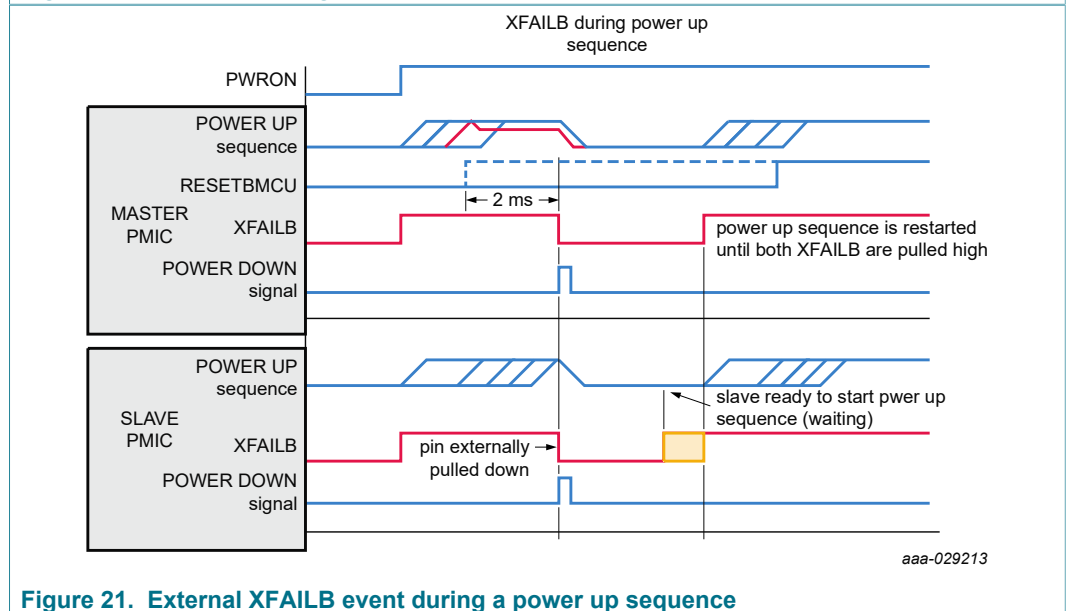 XFAILB during power up
sequence
PWRON
POWER UP
sequence
RESETBMCU
2 ms
MASTER
PMIC
XFAILB
power up sequence is restarted
until both XFAILB are pulled high
POWER DOWN
signal
POWER UP
sequence
slave ready to start pwer up
sequence (waiting)
SLAVE
PMIC
XFAILB
pin externally
pulled down
POWER DOWN
signal
aaa-029213
Figure 21. External XFAILB event during a power up sequence